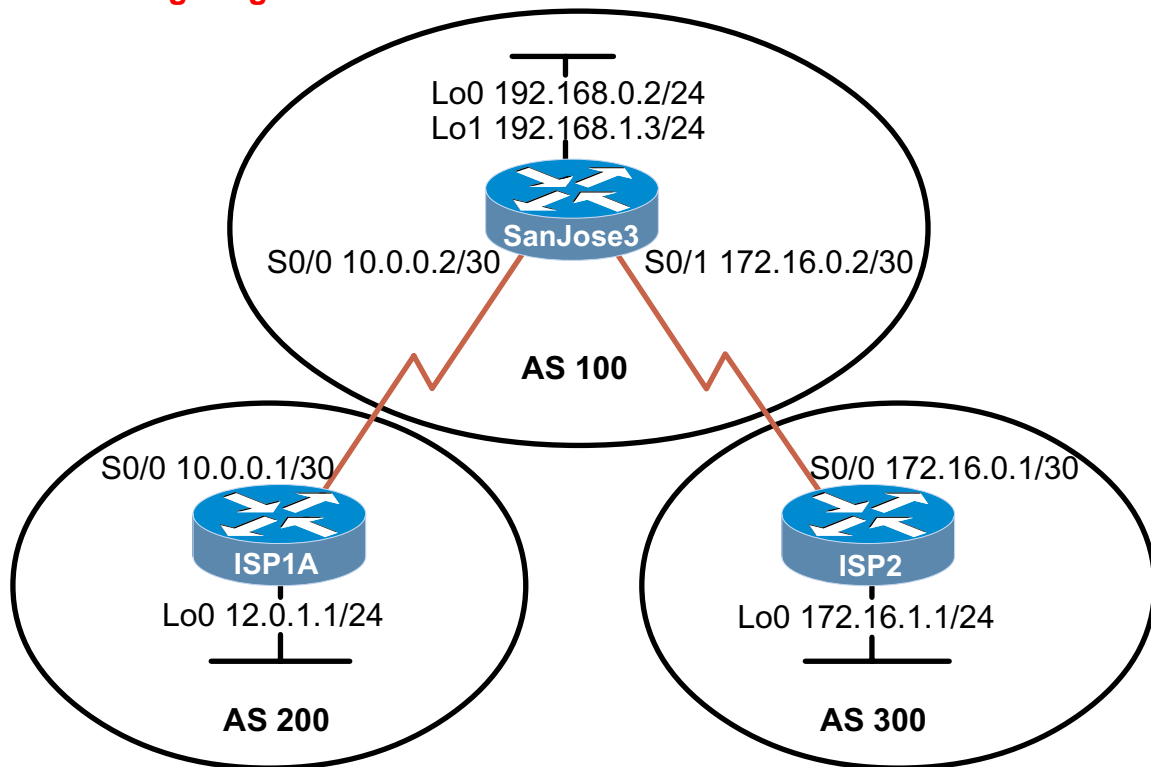 Lo0 192.168.0.2/24
Lo1 192.168.1.3/24
SanJose3
S0/0 10.0.0.2/30
S0/1 172.16.0.2/30
AS 100
S0/0 10.0.0.1/30
S0/0 172.16.0.1/30
ISP1A
ISP2
Lo0 12.0.1.1/24
Lo0 172.16.1.1/24
AS 200
AS 300